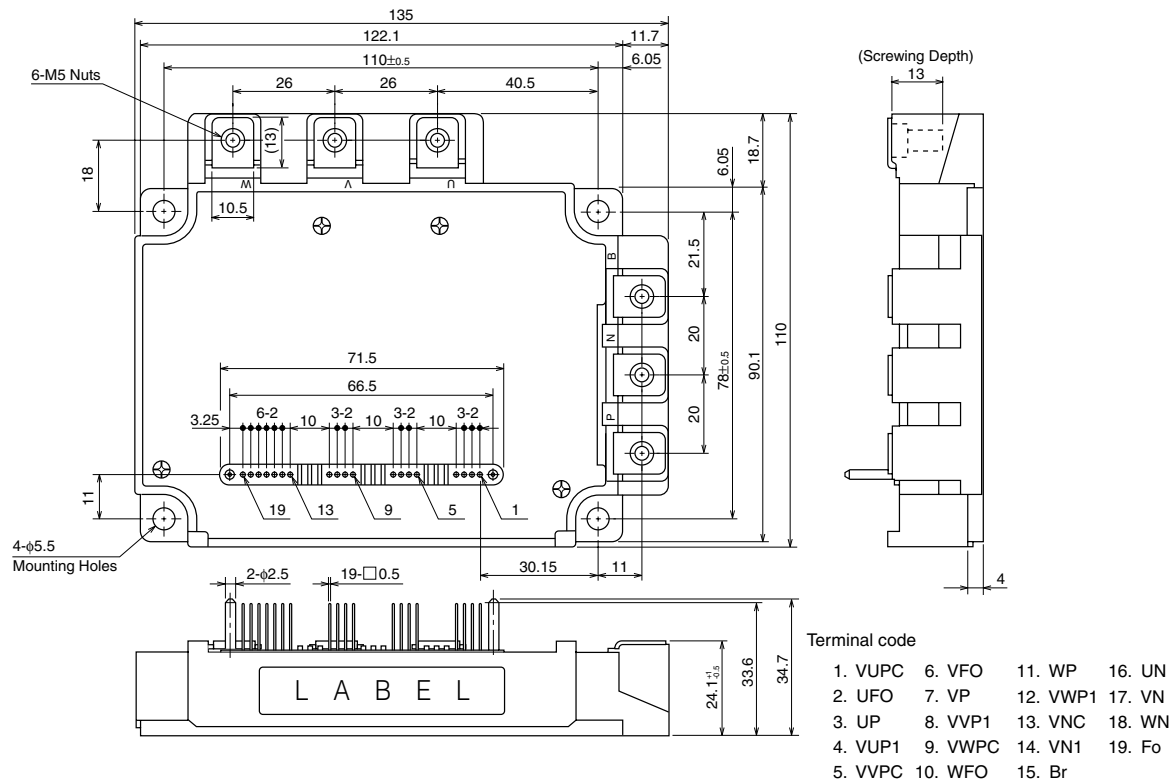 135
122.1
11.7
110±0.5
6.05
(Screwing Depth)
13
6-M5 Nuts
26
26
40.5
(13)
18
10.5
W
V
U
6.05
18.7
B
21.5
N
20
P
20
78±0.5
90.1
110
71.5
66.5
3.25
6-2
10
3-2
10
3-2
10
3-2
11
19
13
9
5
1
4-ϕ5.5
Mounting Holes
30.15
11
4
2-ϕ2.5
19-□0.5
LABEL
24.1 +1 -0.5
33.6
34.7
Terminal code
1. VUPC 6. VFO 11. WP 16. UN
2. UFO 7. VP 12. VWP1 17. VN
3. UP 8. VVP1 13. VNC 18. WN
4. VUP1 9. VWPC 14. VN1 19. Fo
5. VVPC 10. WFO 15. Br